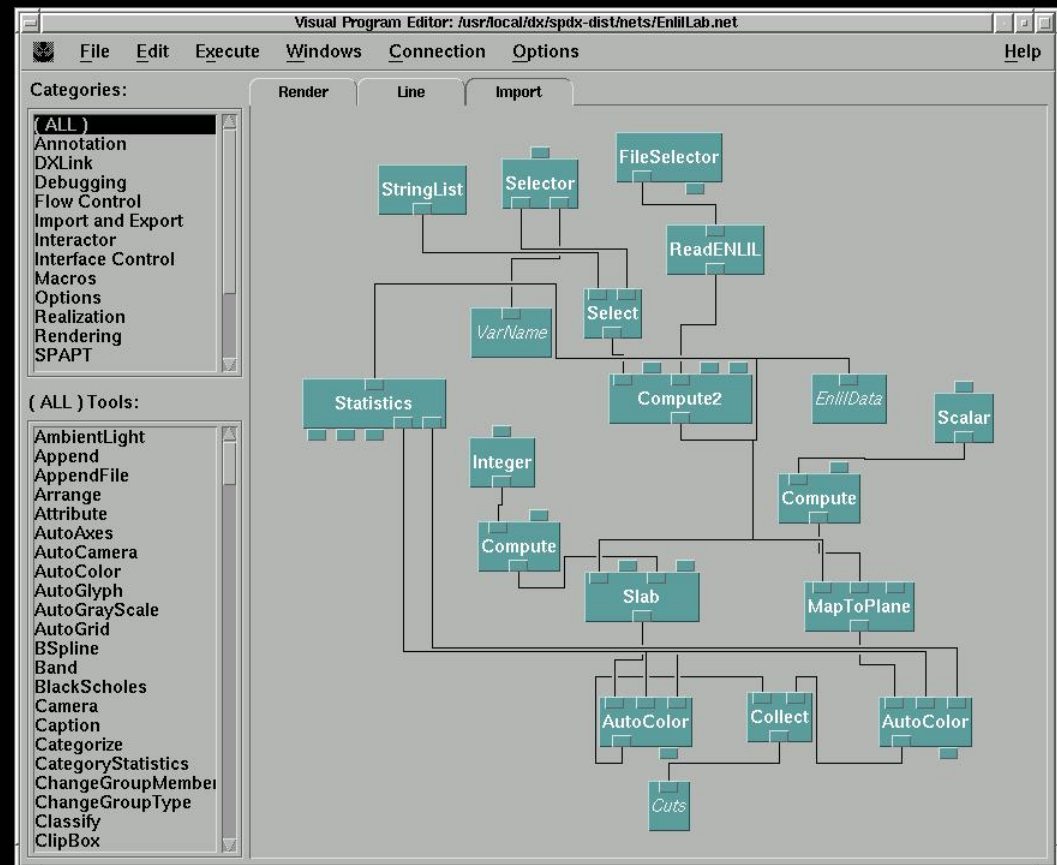 Visual Program Editor: /usr/local/dx/spdx-dist/nets/EnlilLab.net
File Edit Execute Windows Connection Options Help
Categories:
(ALL)
Annotation
DXLink
Debugging
Flow Control
Import and Export
Interactor
Interface Control
Macros
Options
Realization
Rendering
SPAPT
(ALL) Tools:
AmbientLight
Append
AppendFile
Arrange
Attribute
AutoAxes
AutoCamera
AutoColor
AutoGlyph
AutoGrayScale
AutoGrid
BSpline
Band
BlackScholes
Camera
Caption
Categorize
CategoryStatistics
ChangeGroupMember
ChangeGroupType
Classify
ClipBox
Render Line Import
FileSelector
StringList
Selector
ReadENLIL
Select
VarName
Statistics
Compute2
EnlilData
Scalar
Integer
Compute
Compute
Slab
MapToPlane
AutoColor
Collect
AutoColor
Cuts